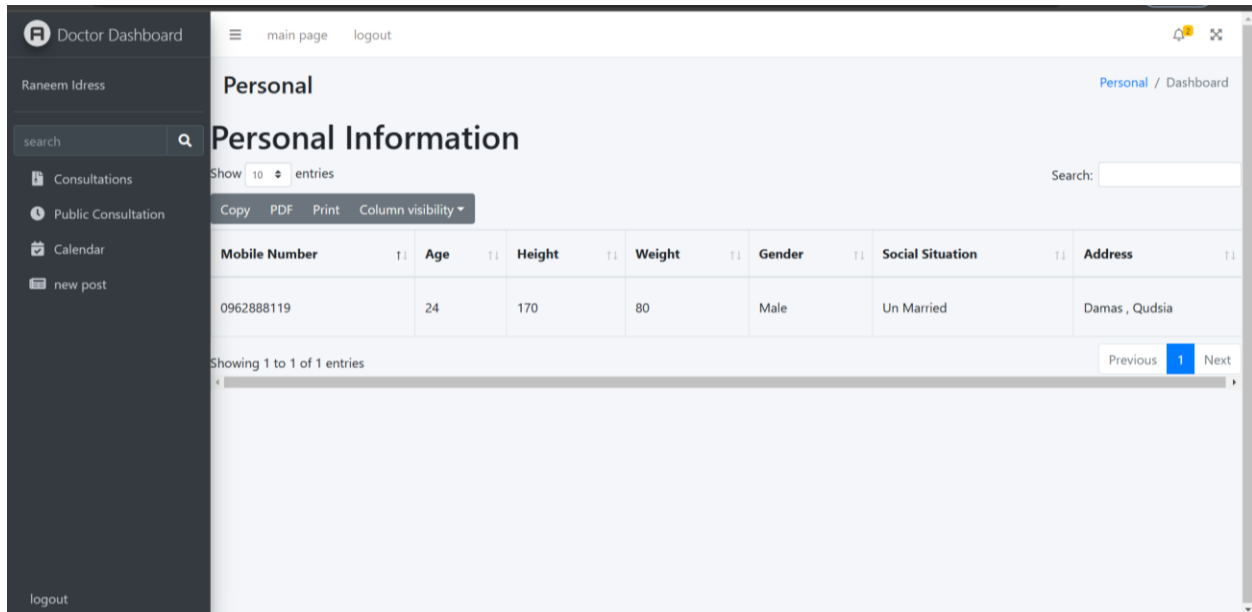 Doctor Dashboard
main page logout
2
Raneem Idress
Personal
Personal / Dashboard
search
Personal Information
Consultations
Show 10 entries
Search:
Public Consultation
Copy PDF Print Column visibility
Calendar
Mobile Number Age Height Weight Gender Social Situation Address
new post
0962888119 24 170 80 Male Un Married Damas , Qudsia
Showing 1 to 1 of 1 entries
Previous 1 Next
logout